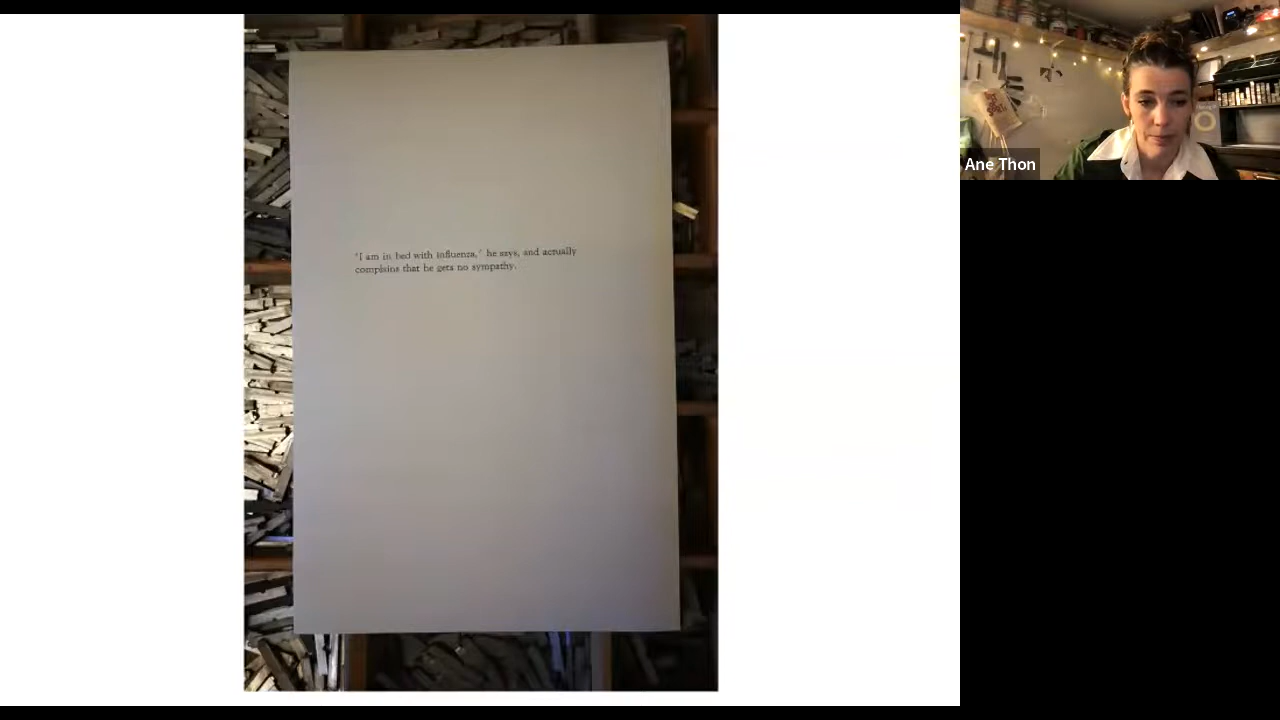 'I am in bed with influenza,' he says, and actually
complains that he gets no sympathy.
Ane Thon